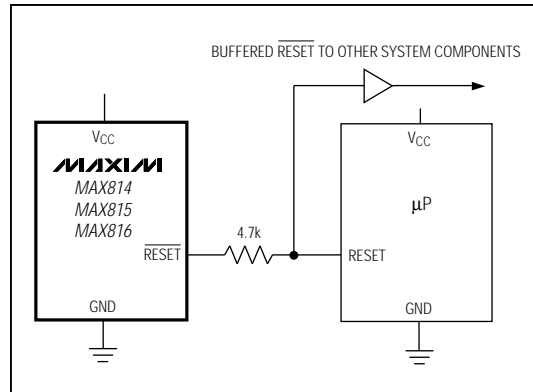 BUFFERED RESET TO OTHER SYSTEM COMPONENTS
VCC
MAXIM
MAX814
MAX815
MAX816
RESET
GND
4.7k
VCC
µP
RESET
GND